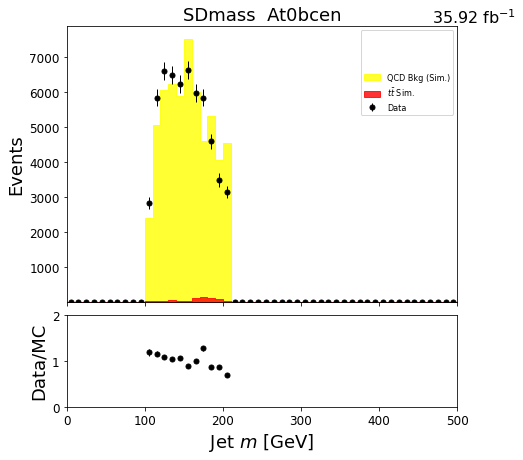 SDmass At0bcen
35.92 fb⁻¹
QCD Bkg (Sim.)
tt̄ Sim.
Data
Events
7000
6000
5000
4000
3000
2000
1000
Data/MC
2
1
0
0 100 200 300 400 500
Jet m [GeV]